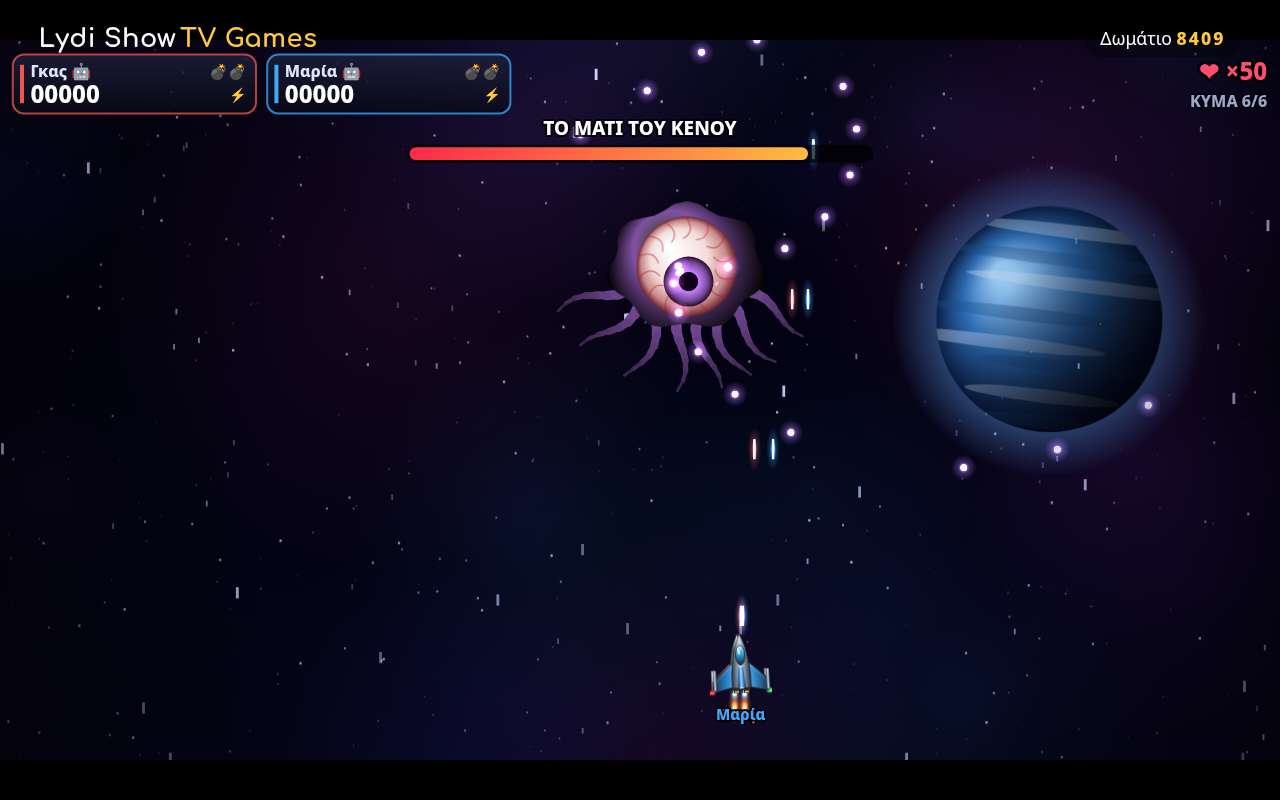 Lydi Show TV Games
Δωμάτιο 8409
Γκας 🤖 💣💣
00000 ⚡
Μαρία 🤖 💣💣
00000 ⚡
❤ ×50
ΚΥΜΑ 6/6
ΤΟ ΜΑΤΙ ΤΟΥ ΚΕΝΟΥ
Μαρία